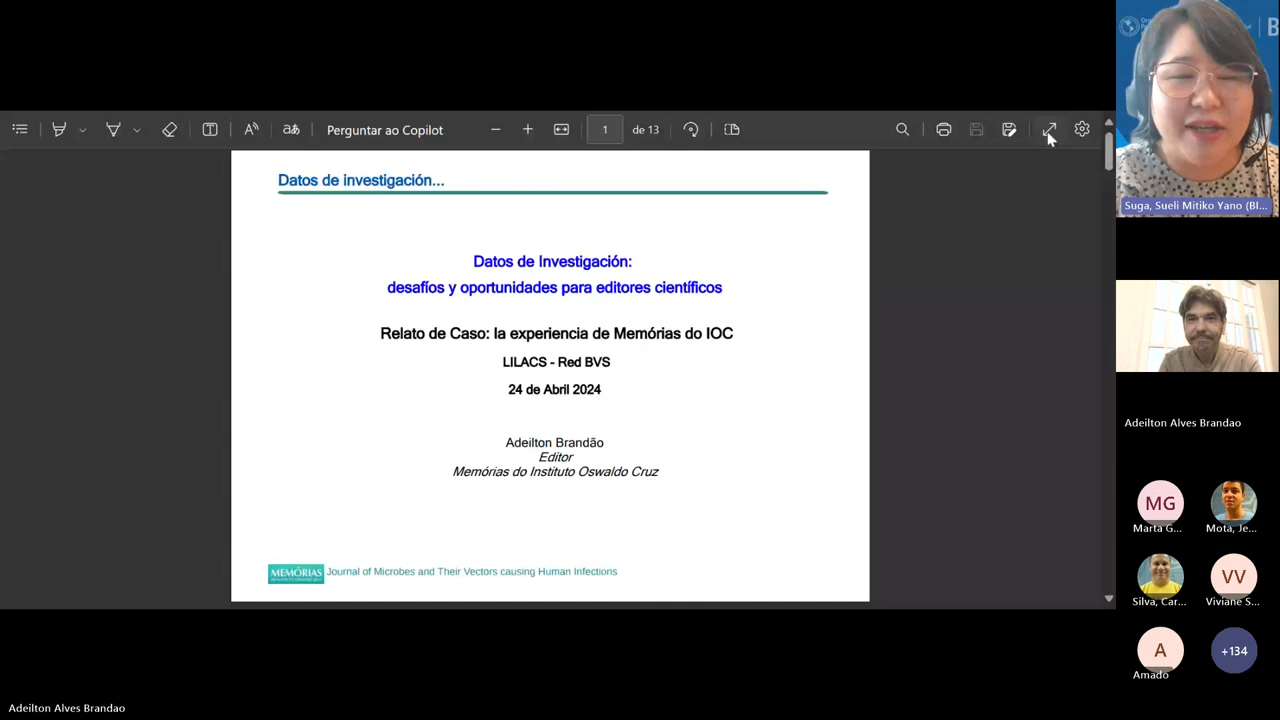 Perguntar ao Copilot
1
de 13
Datos de investigación...
Datos de Investigación:
desafíos y oportunidades para editores científicos
Relato de Caso: la experiencia de Memórias do IOC
LILACS - Red BVS
24 de Abril 2024
Adeilton Brandão
Editor
Memórias do Instituto Oswaldo Cruz
MEMÓRIAS
Journal of Microbes and Their Vectors causing Human Infections
Suga, Sueli Mitiko Yano (BI...
Adeilton Alves Brandao
MG
Marta G...
Mota, Je...
Silva, Car...
VV
Viviane S...
A
Amado
+134
Adeilton Alves Brandao